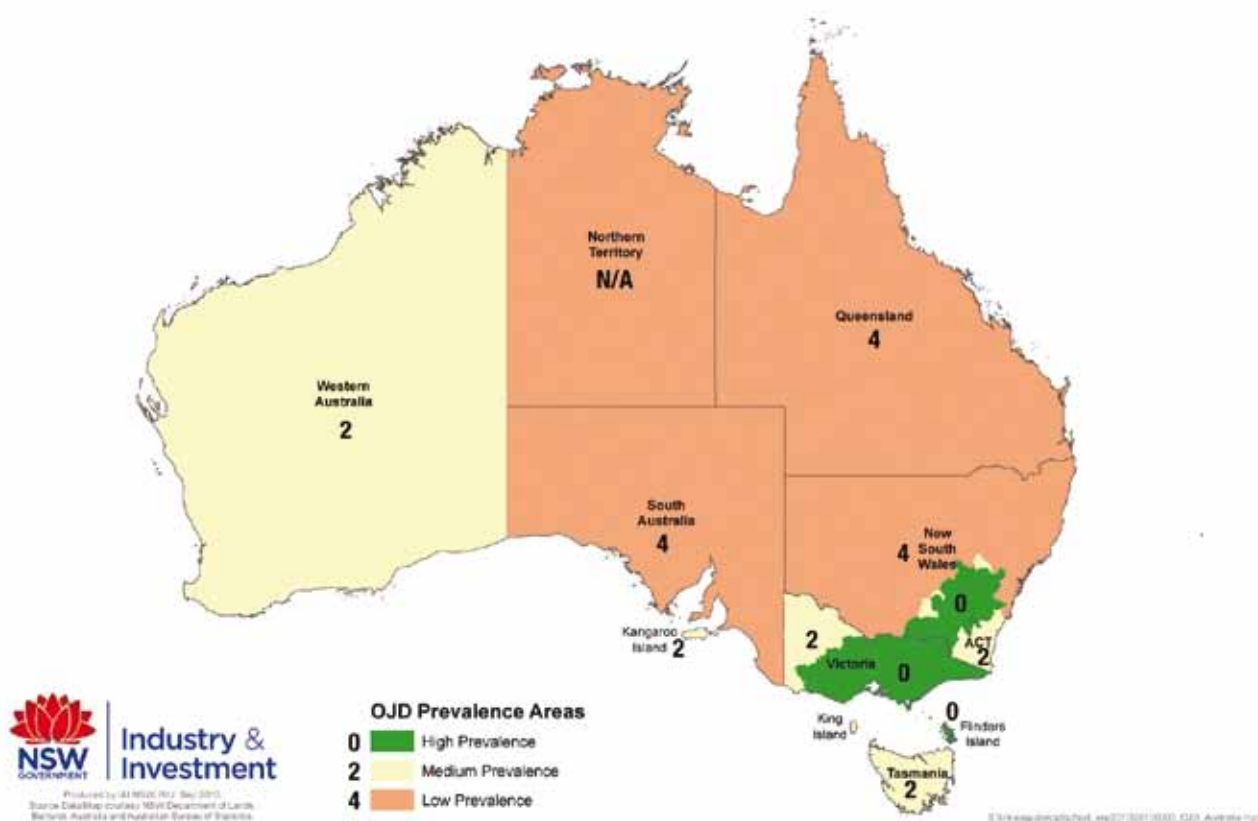 Northern
Territory
N/A
Queensland
4
Western
Australia
2
South
Australia
4
4
New
South
Wales
0
Kangaroo
Island
2
2
ACT
2
Victoria
0
King
Island
0
Flinders
Island
Tasmania
2
NSW
GOVERNMENT
Industry &
Investment
OJD Prevalence Areas
0 High Prevalence
2 Medium Prevalence
4 Low Prevalence